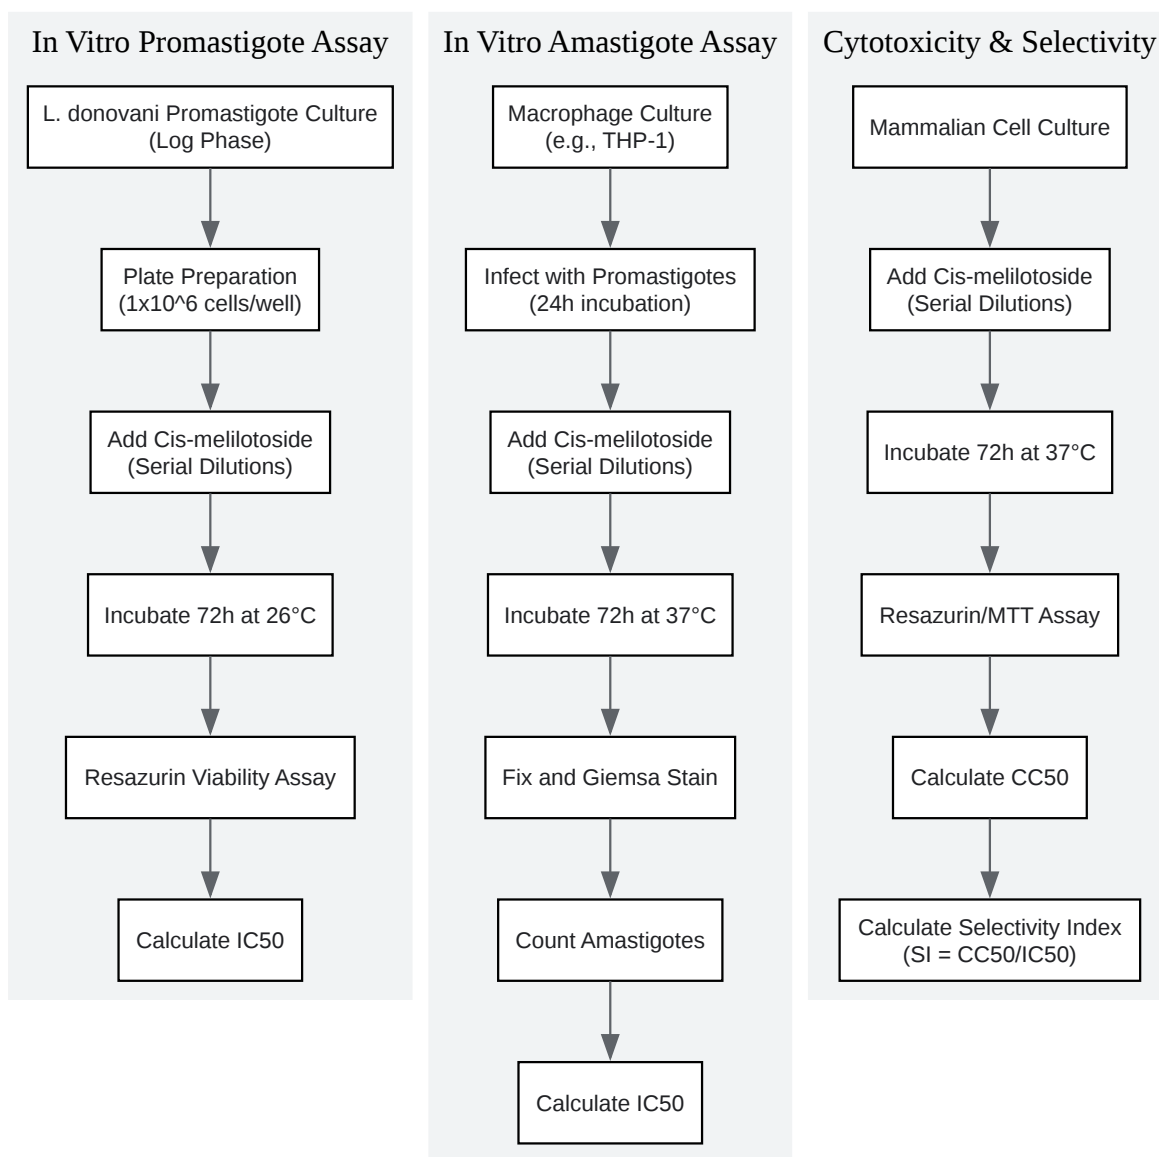 In Vitro Promastigote Assay
L. donovani Promastigote Culture
(Log Phase)
Plate Preparation
(1x10^6 cells/well)
Add Cis-melilotoside
(Serial Dilutions)
Incubate 72h at 26°C
Resazurin Viability Assay
Calculate IC50
In Vitro Amastigote Assay
Macrophage Culture
(e.g., THP-1)
Infect with Promastigotes
(24h incubation)
Add Cis-melilotoside
(Serial Dilutions)
Incubate 72h at 37°C
Fix and Giemsa Stain
Count Amastigotes
Calculate IC50
Cytotoxicity & Selectivity
Mammalian Cell Culture
Add Cis-melilotoside
(Serial Dilutions)
Incubate 72h at 37°C
Resazurin/MTT Assay
Calculate CC50
Calculate Selectivity Index
(SI = CC50/IC50)